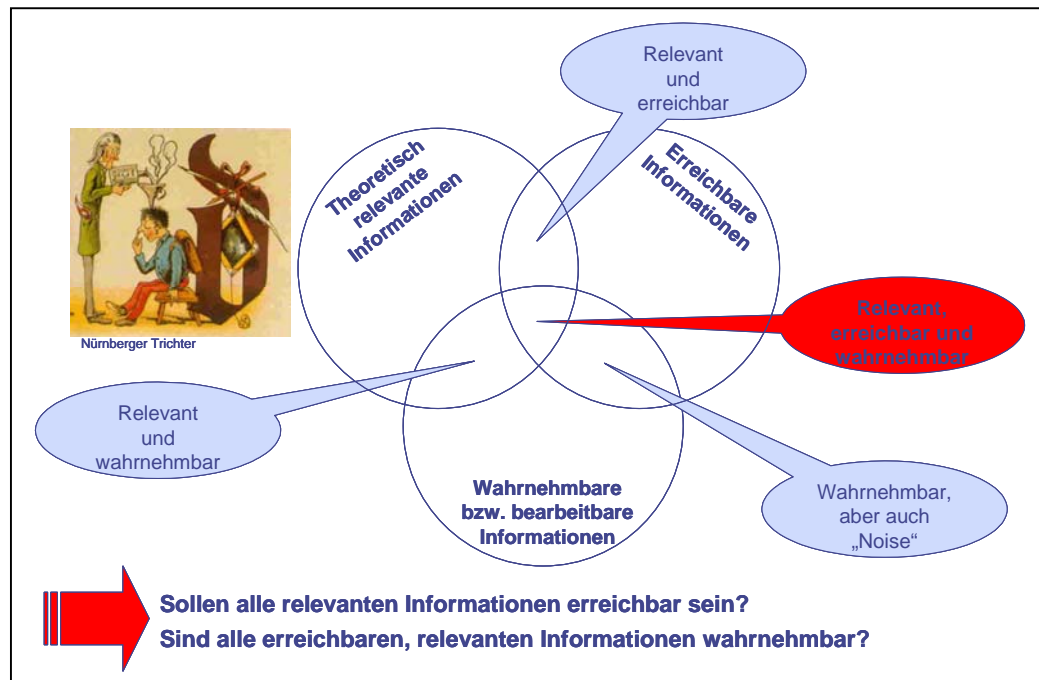 Relevant
und
erreichbar
Theoretisch
relevante
Informationen
Erreichbare
Informationen
Nürnberger Trichter
Relevant,
erreichbar und
wahrnehmbar
Relevant
und
wahrnehmbar
Wahrnehmbare
bzw. bearbeitbare
Informationen
Wahrnehmbar,
aber auch
„Noise“
Sollen alle relevanten Informationen erreichbar sein?
Sind alle erreichbaren, relevanten Informationen wahrnehmbar?